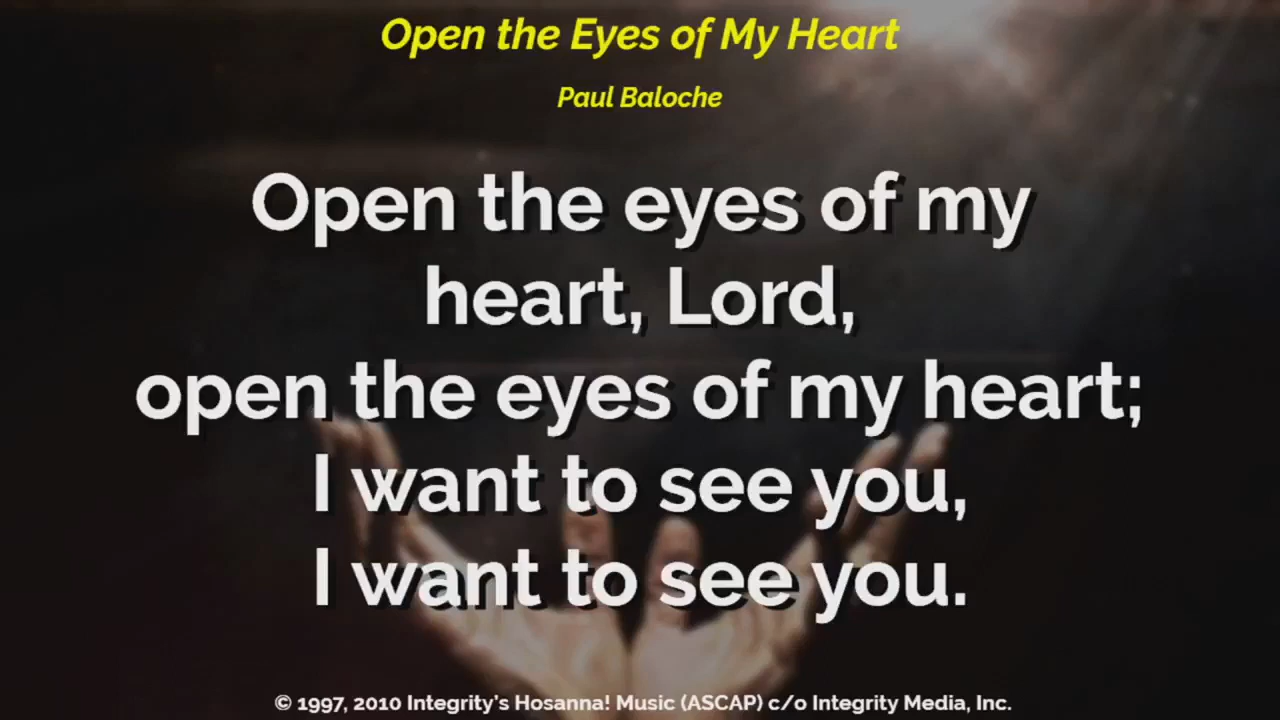 Open the Eyes of My Heart
Paul Baloche
Open the eyes of my
heart, Lord,
open the eyes of my heart;
I want to see you,
I want to see you.
© 1997, 2010 Integrity's Hosanna! Music (ASCAP) c/o Integrity Media, Inc.